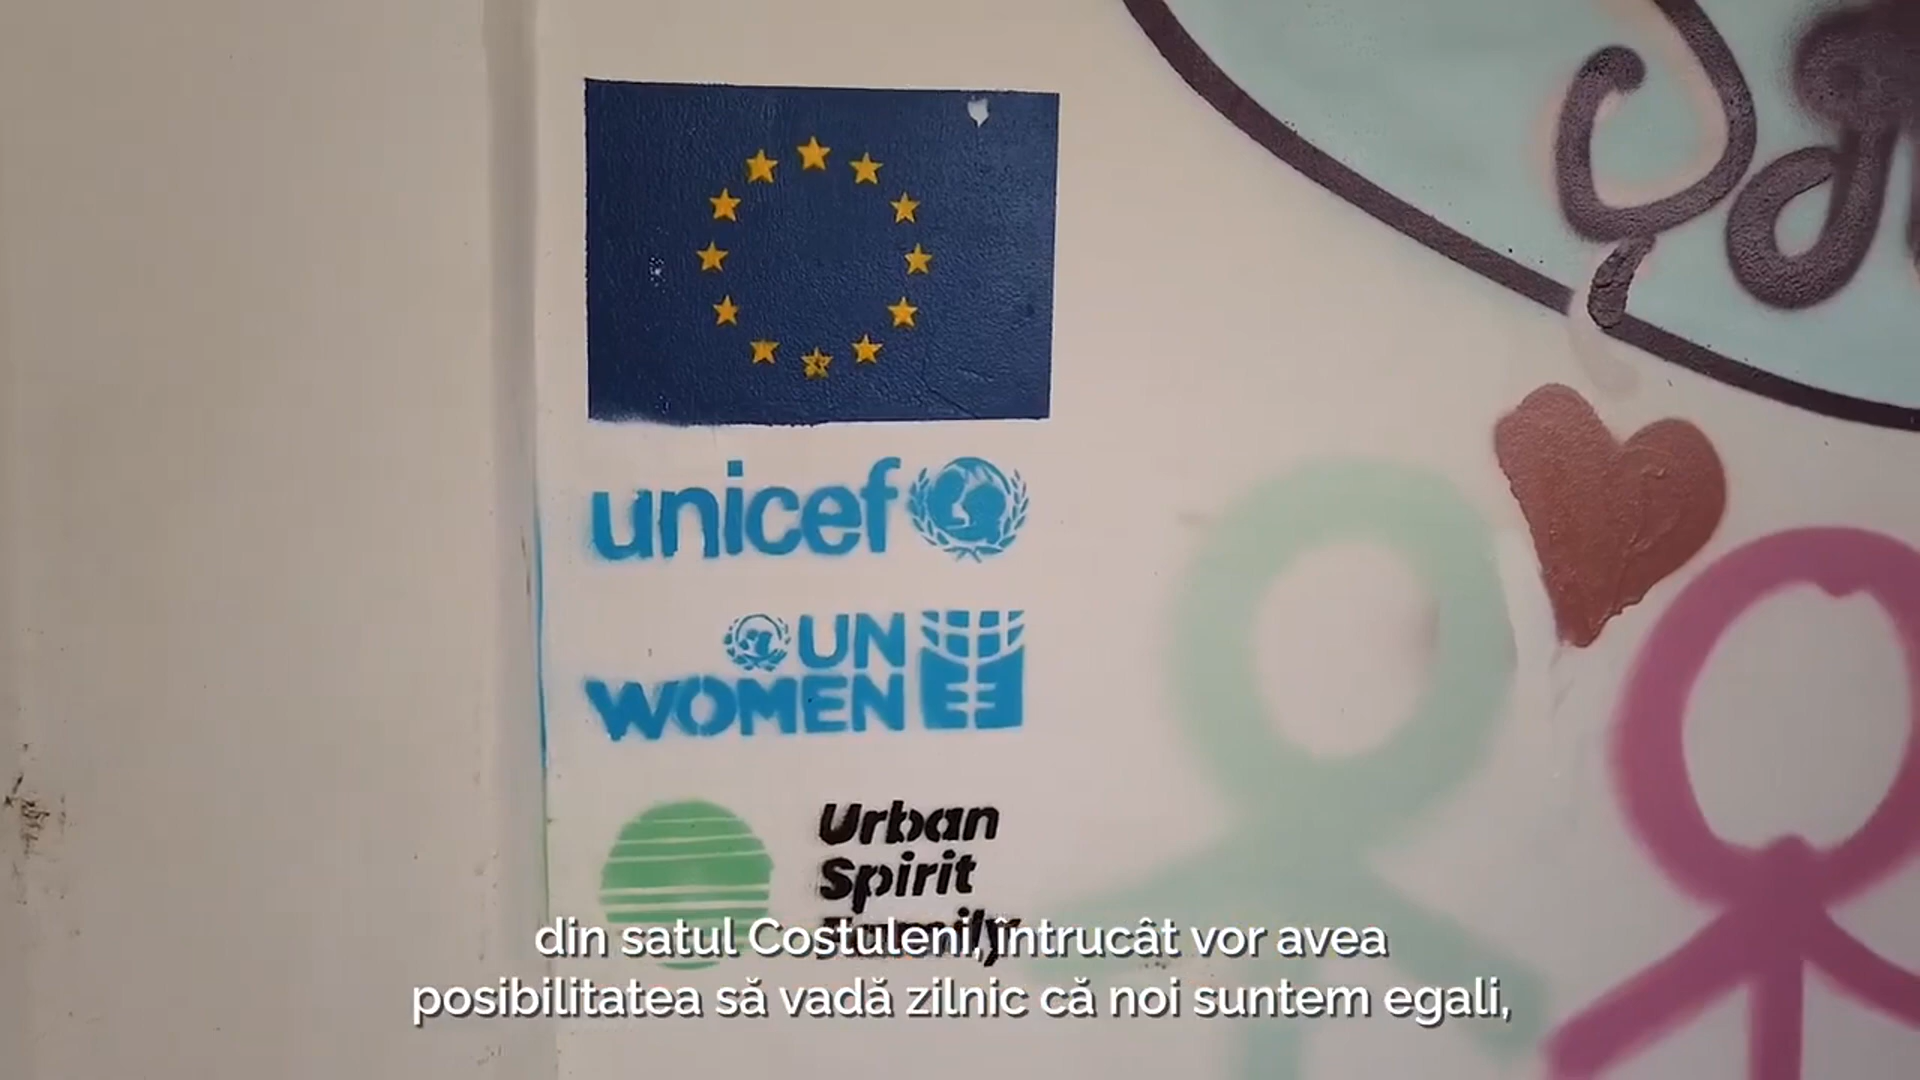 unicef
UN
WOMEN
Urban
Spirit
Family
din satul Costuleni, întrucât vor avea
posibilitatea să vadă zilnic că noi suntem egali,